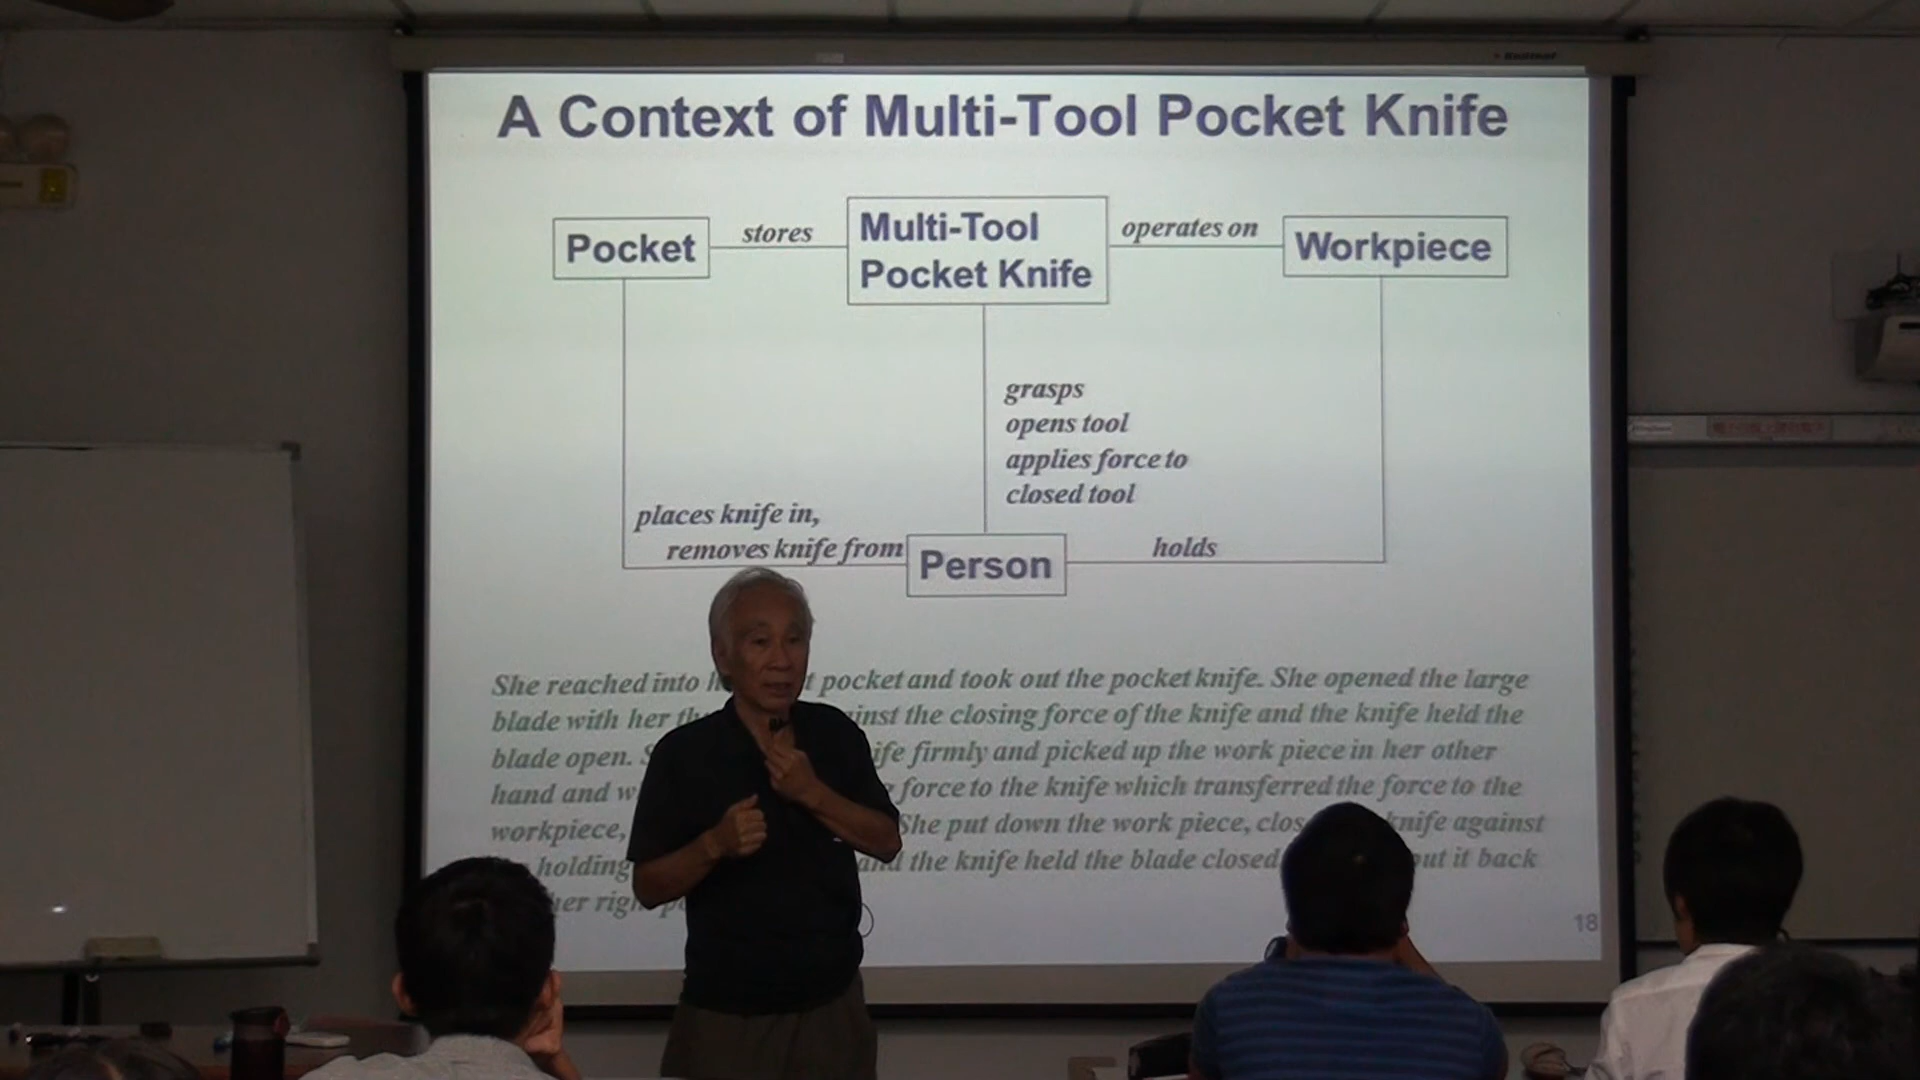 A Context of Multi-Tool Pocket Knife
Pocket
stores
Multi-Tool
Pocket Knife
operates on
Workpiece
grasps
opens tool
applies force to
closed tool
places knife in,
removes knife from
Person
holds
She reached into pocket and took out the pocket knife. She opened the large
blade with her the closing force of the knife and the knife held the
blade open. firmly and picked up the work piece in her other
hand and force to the knife which transferred the force to the
workpiece, She put down the work piece, knife against
holding and the knife held the blade closed it back
her
18